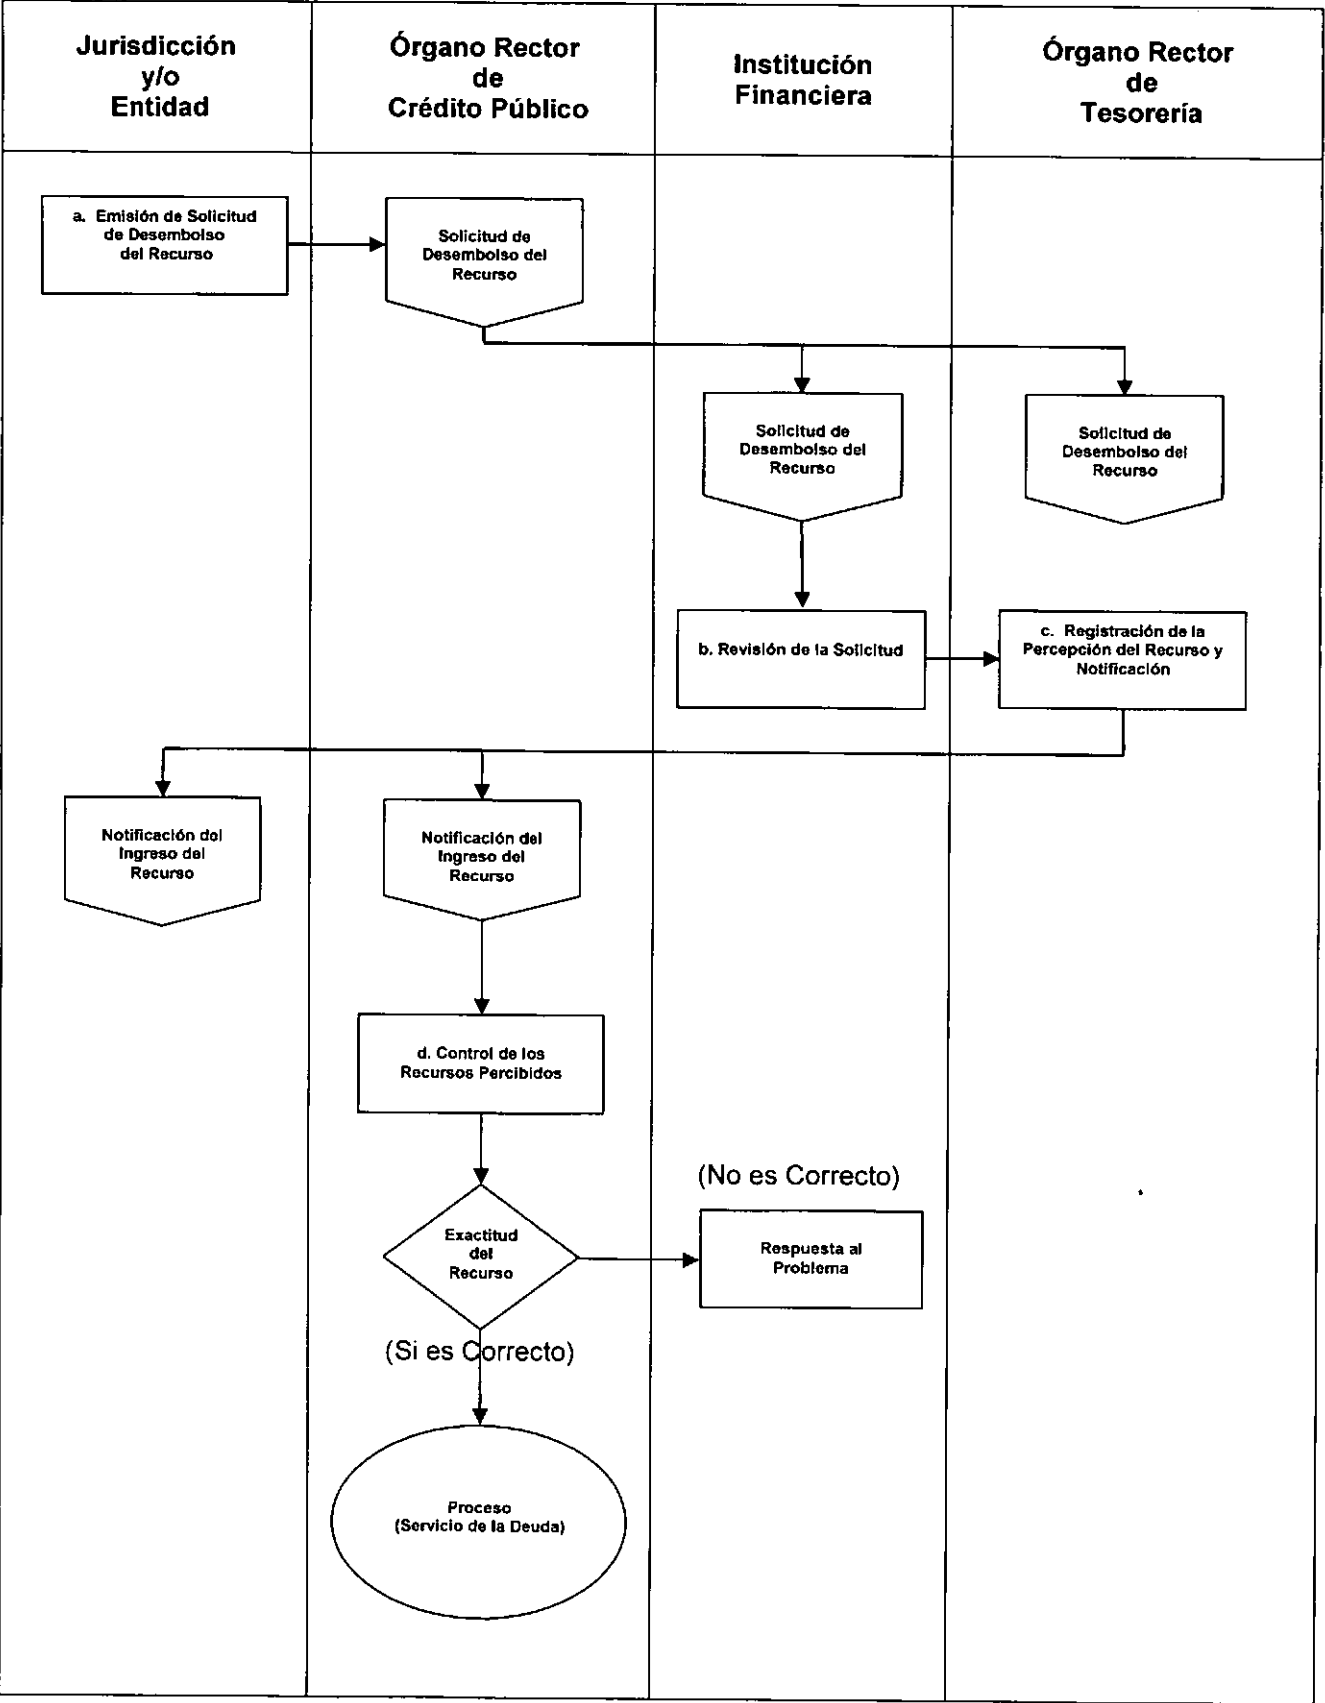 Jurisdicción
y/o
Entidad
Órgano Rector
de
Crédito Público
Institución
Financiera
Órgano Rector
de
Tesorería
a. Emisión de Solicitud
de Desembolso
del Recurso
Solicitud de
Desembolso del
Recurso
Solicitud de
Desembolso del
Recurso
Solicitud de
Desembolso del
Recurso
b. Revisión de la Solicitud
c. Registración de la
Percepción del Recurso y
Notificación
Notificación del
Ingreso del
Recurso
Notificación del
Ingreso del
Recurso
d. Control de los
Recursos Percibidos
(No es Correcto)
Exactitud
del
Recurso
Respuesta al
Problema
(Si es Correcto)
Proceso
(Servicio de la Deuda)